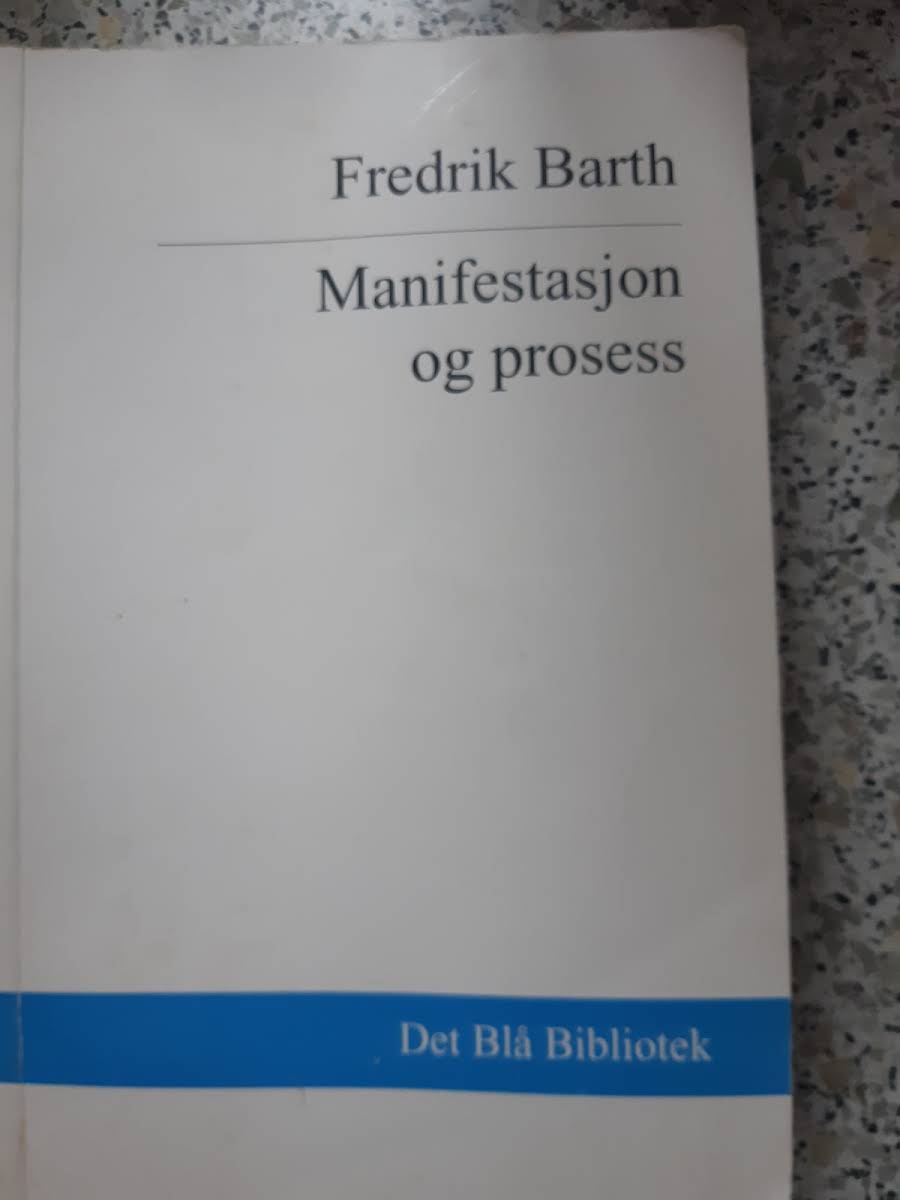 Fredrik Barth
Manifestasjon
og prosess
Det Blå Bibliotek